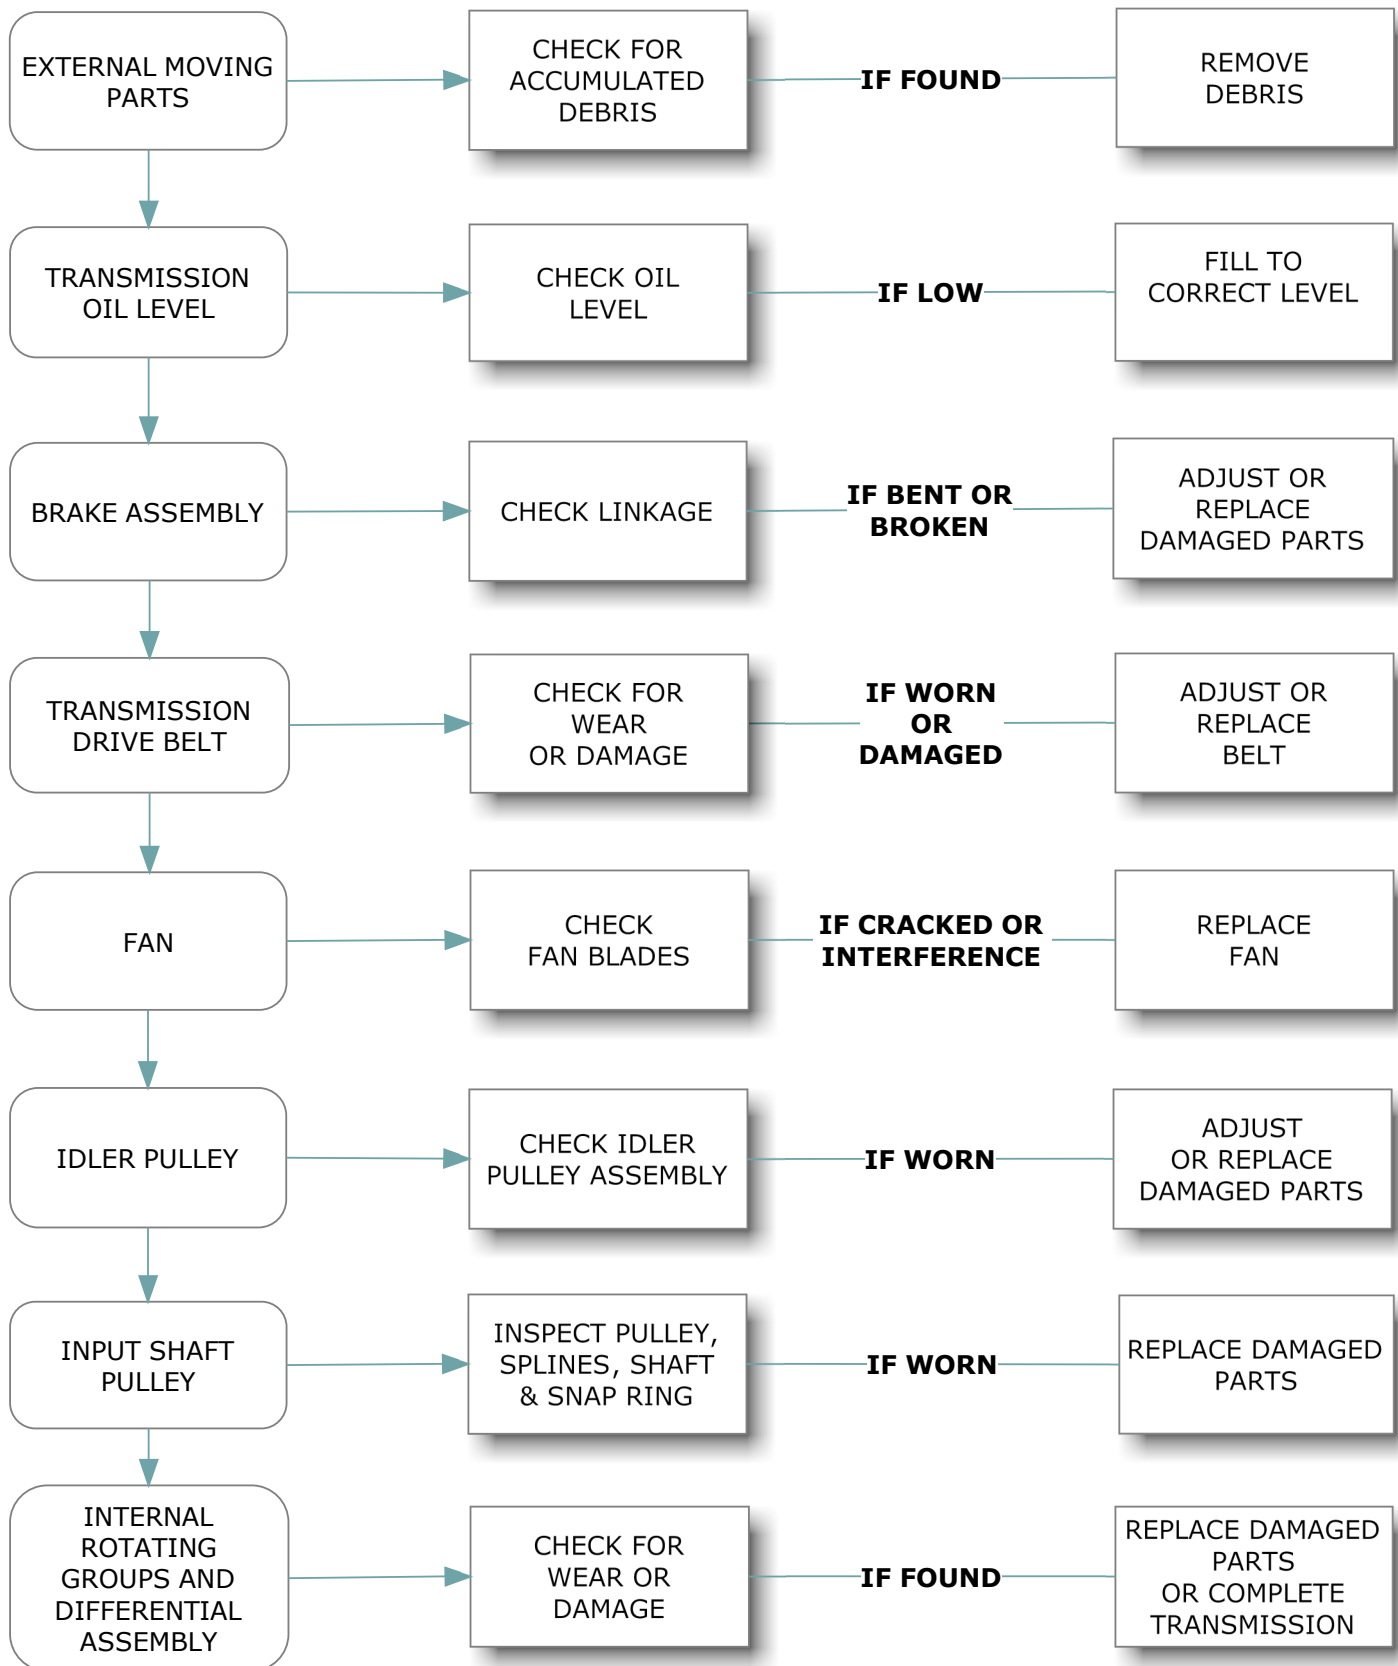 EXTERNAL MOVING
PARTS
CHECK FOR
ACCUMULATED
DEBRIS
IF FOUND
REMOVE
DEBRIS
TRANSMISSION
OIL LEVEL
CHECK OIL
LEVEL
IF LOW
FILL TO
CORRECT LEVEL
BRAKE ASSEMBLY
CHECK LINKAGE
IF BENT OR
BROKEN
ADJUST OR
REPLACE
DAMAGED PARTS
TRANSMISSION
DRIVE BELT
CHECK FOR
WEAR
OR DAMAGE
IF WORN
OR
DAMAGED
ADJUST OR
REPLACE
BELT
FAN
CHECK
FAN BLADES
IF CRACKED OR
INTERFERENCE
REPLACE
FAN
IDLER PULLEY
CHECK IDLER
PULLEY ASSEMBLY
IF WORN
ADJUST
OR REPLACE
DAMAGED PARTS
INPUT SHAFT
PULLEY
INSPECT PULLEY,
SPLINES, SHAFT
& SNAP RING
IF WORN
REPLACE DAMAGED
PARTS
INTERNAL
ROTATING
GROUPS AND
DIFFERENTIAL
ASSEMBLY
CHECK FOR
WEAR OR
DAMAGE
IF FOUND
REPLACE DAMAGED
PARTS
OR COMPLETE
TRANSMISSION